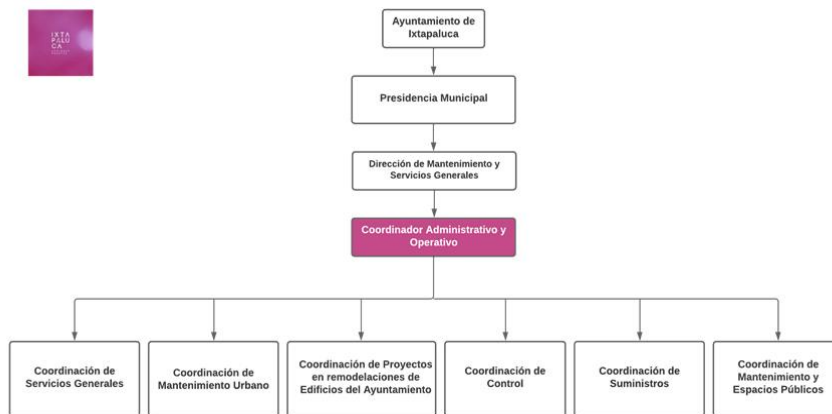 IXTA
PALU
CA
Ayuntamiento de
Ixtapaluca
Presidencia Municipal
Dirección de Mantenimiento y
Servicios Generales
Coordinador Administrativo y
Operativo
Coordinación de
Servicios Generales
Coordinación de
Mantenimiento Urbano
Coordinación de Proyectos
en remodelaciones de
Edificios del Ayuntamiento
Coordinación de
Control
Coordinación de
Suministros
Coordinación de
Mantenimiento y
Espacios Públicos